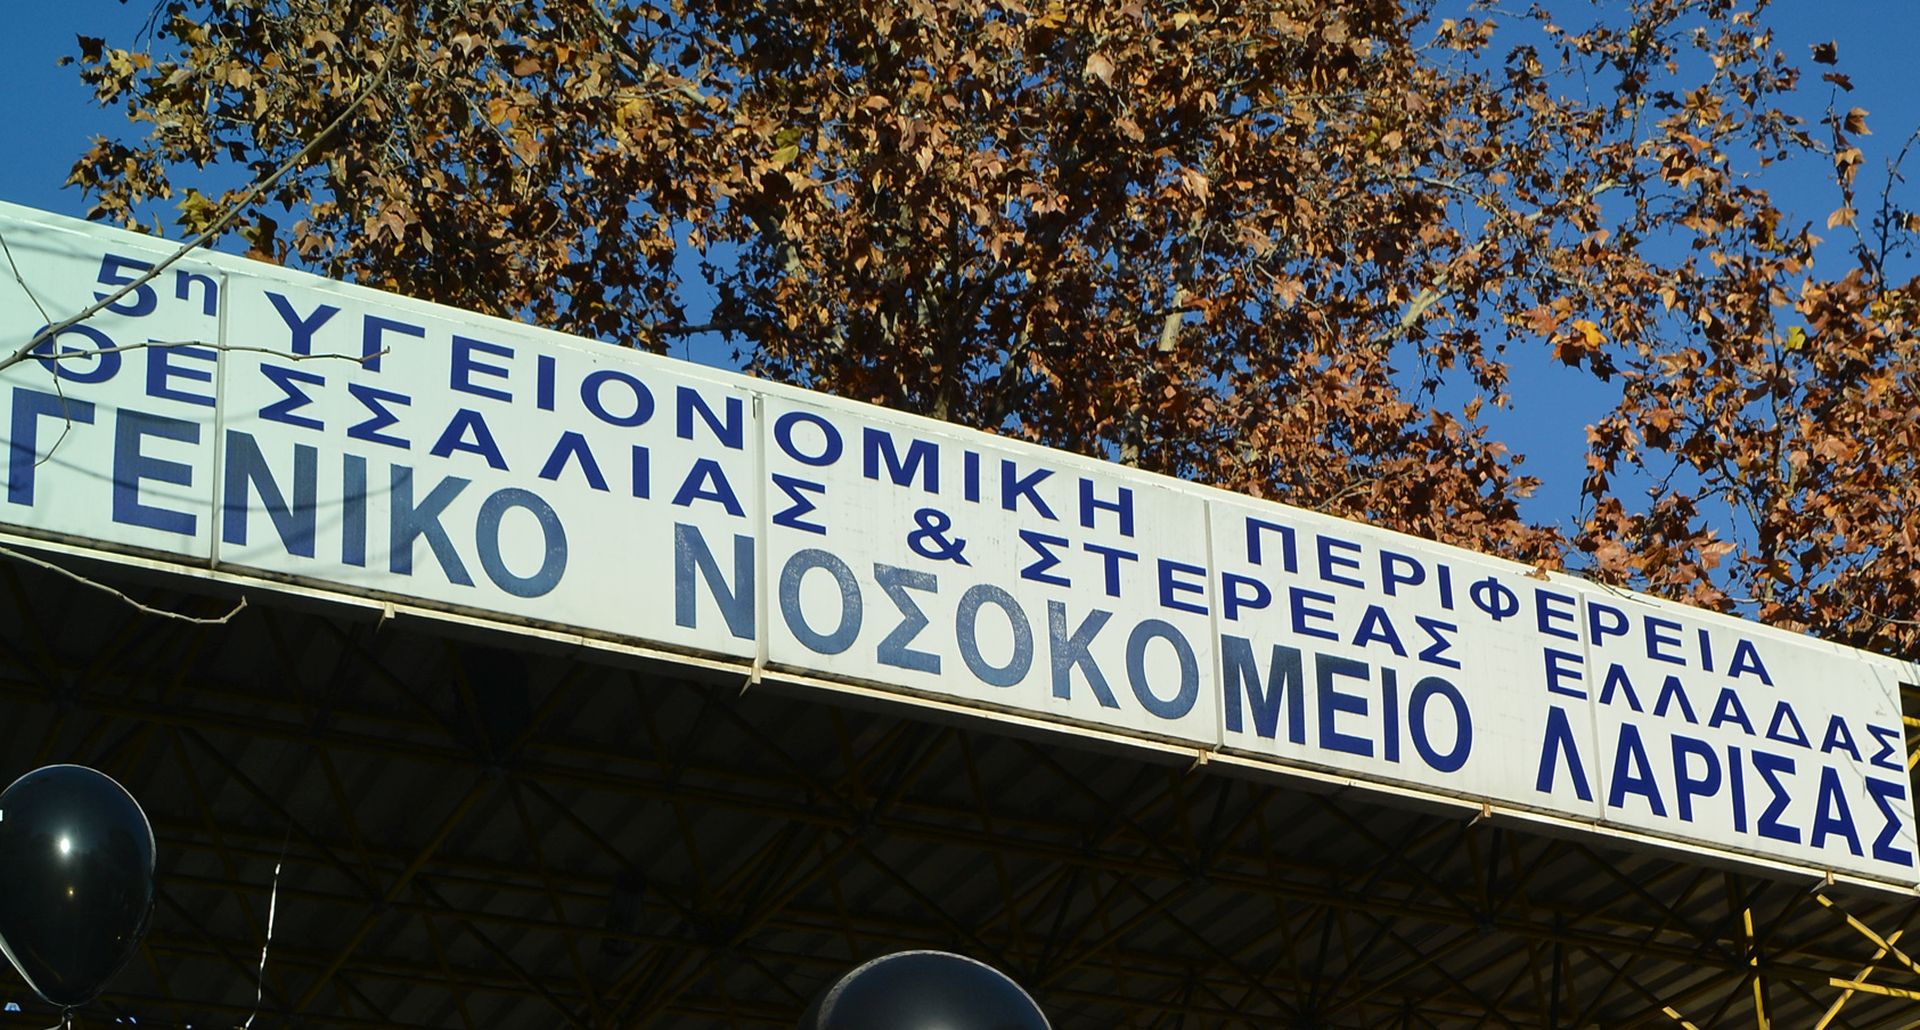 5η ΥΓΕΙΟΝΟΜΙΚΗ ΠΕΡΙΦΕΡΕΙΑ
ΘΕΣΣΑΛΙΑΣ & ΣΤΕΡΕΑΣ ΕΛΛΑΔΑΣ
ΓΕΝΙΚΟ ΝΟΣΟΚΟΜΕΙΟ ΛΑΡΙΣΑΣ